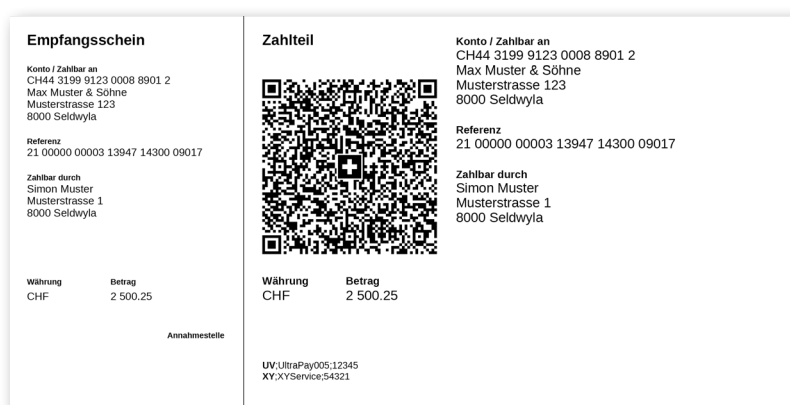 Empfangsschein
Konto / Zahlbar an
CH44 3199 9123 0008 8901 2
Max Muster & Söhne
Musterstrasse 123
8000 Seldwyla
Referenz
21 00000 00003 13947 14300 09017
Zahlbar durch
Simon Muster
Musterstrasse 1
8000 Seldwyla
Währung Betrag
CHF 2 500.25
Annahmestelle
Zahlteil
Währung Betrag
CHF 2 500.25
UV;UltraPay005;12345
XY;XYService;54321
Konto / Zahlbar an
CH44 3199 9123 0008 8901 2
Max Muster & Söhne
Musterstrasse 123
8000 Seldwyla
Referenz
21 00000 00003 13947 14300 09017
Zahlbar durch
Simon Muster
Musterstrasse 1
8000 Seldwyla